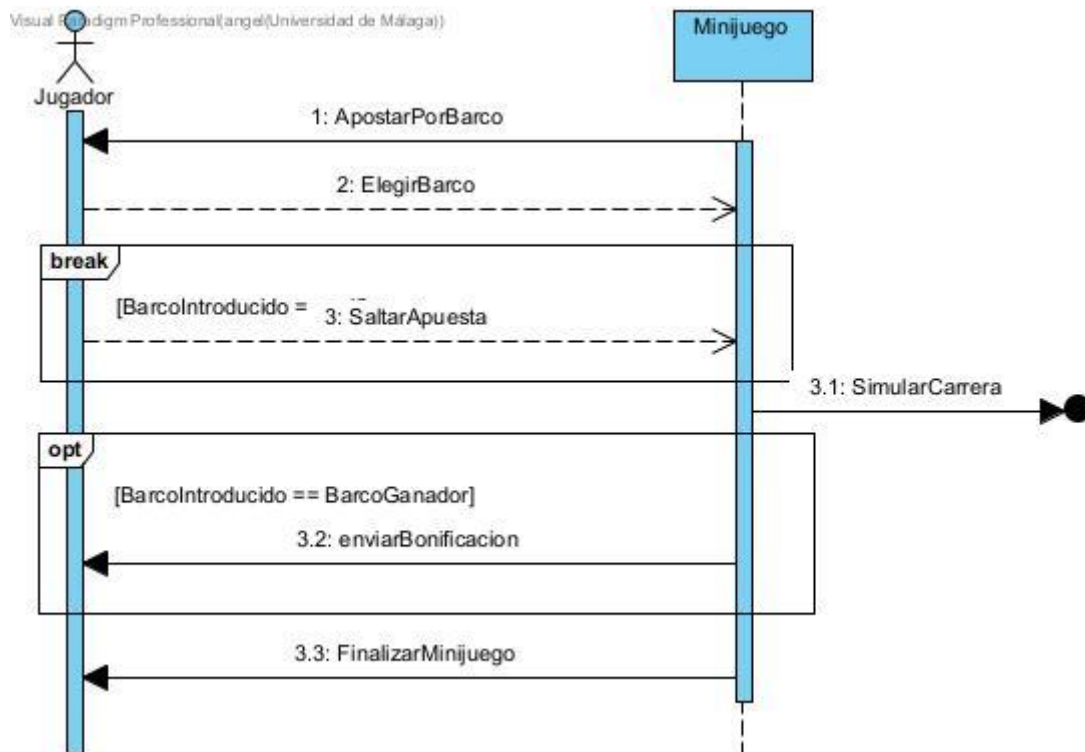 Visual Paradigm Professional(angel(Universidad de Málaga))
Jugador
Minijuego
1: ApostarPorBarco
2: ElegirBarco
break
[BarcoIntroducido =
3: SaltarApuesta
3.1: SimularCarrera
opt
[BarcoIntroducido == BarcoGanador]
3.2: enviarBonificacion
3.3: FinalizarMinijuego